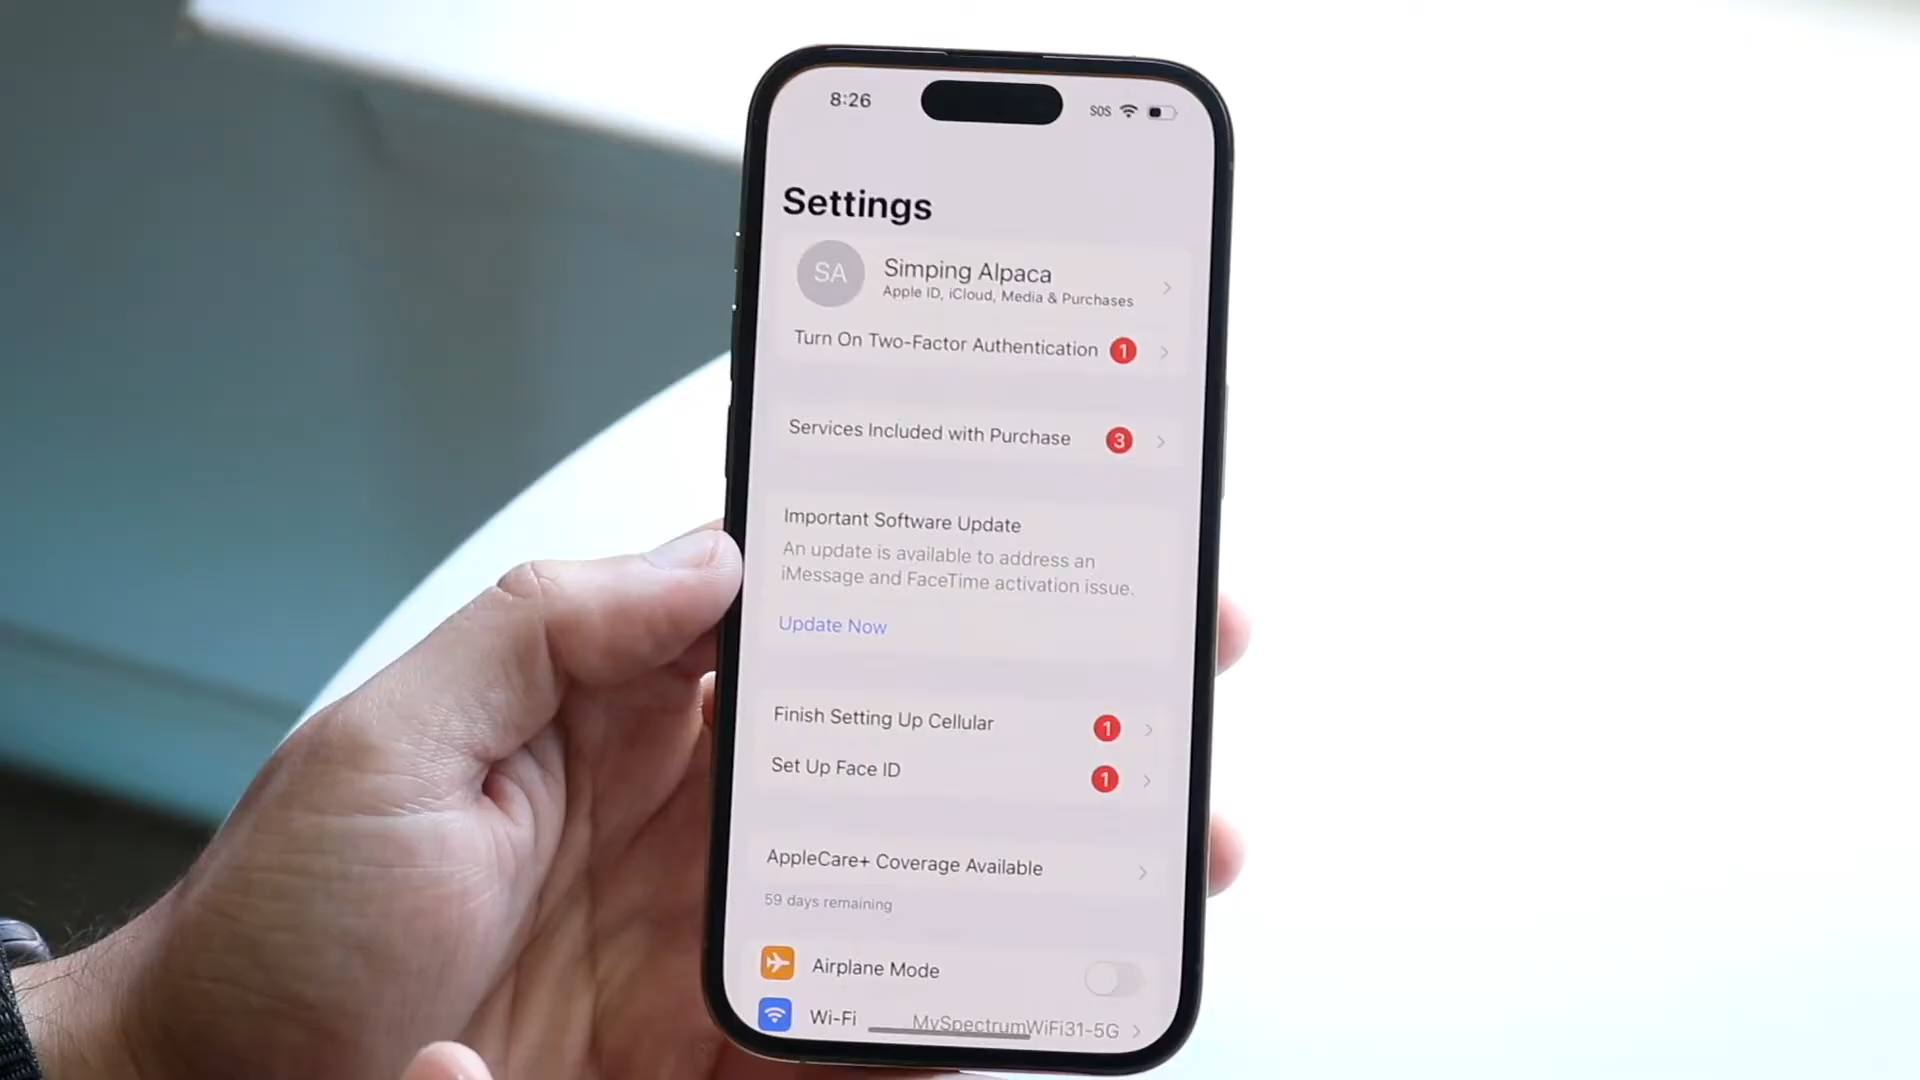 8:26
SOS
Settings
SA
Simping Alpaca
Apple ID, iCloud, Media & Purchases
Turn On Two-Factor Authentication 1
Services Included with Purchase 3
Important Software Update
An update is available to address an
iMessage and FaceTime activation issue.
Update Now
Finish Setting Up Cellular 1
Set Up Face ID 1
AppleCare+ Coverage Available
59 days remaining
Airplane Mode
Wi-Fi MySpectrumWiFi31-5G